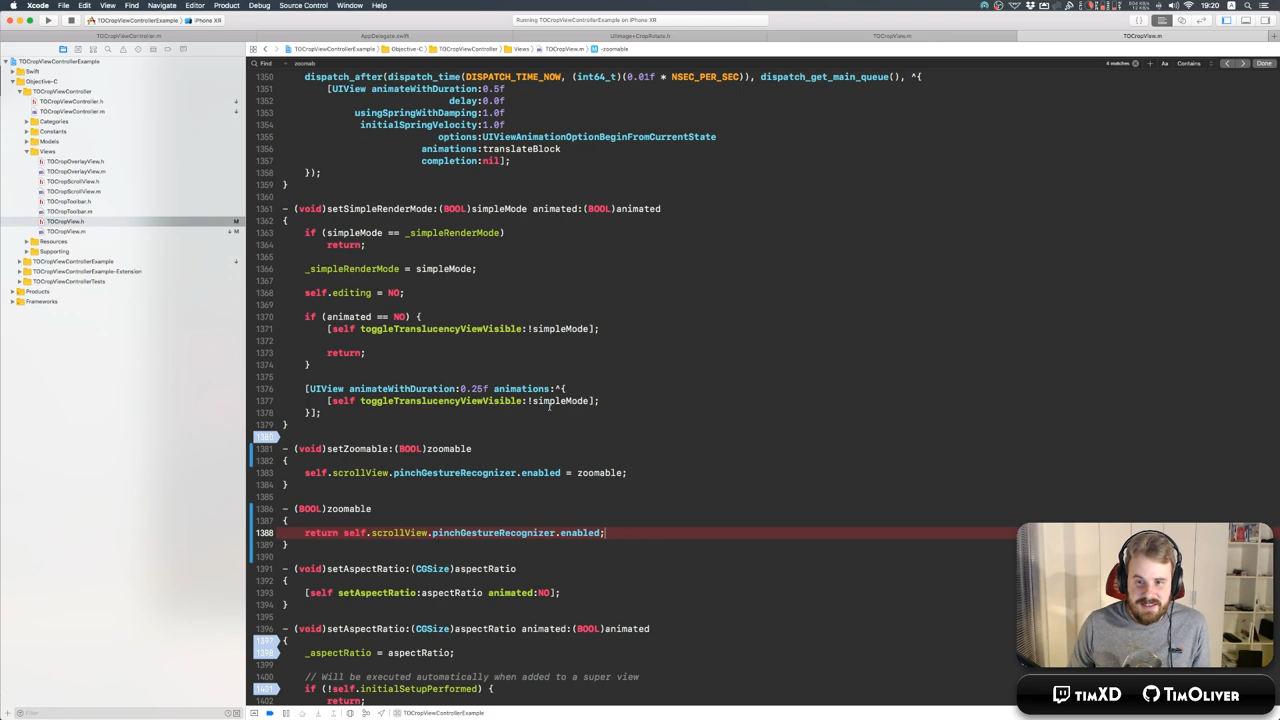 Xcode File Edit View Find Navigate Editor Product Debug Source Control Window Help
19:20
TOCropViewControllerExample iPhone XR
Running TOCropViewControllerExample on iPhone XR
TOCropViewController.m
AppDelegate.swift
UIImage+CropRotate.h
TOCropView.m
TOCropView.m
TOCropViewControllerExample Objective-C TOCropViewController Views TOCropView.m -zoomable
Find zoomab
6 matches Aa Contains Done
TOCropViewControllerExample
Swift
Objective-C
TOCropViewController
TOCropViewController.h
TOCropViewController.m
Categories
Constants
Models
Views
TOCropOverlayView.h
TOCropOverlayView.m
TOCropScrollView.h
TOCropScrollView.m
TOCropToolbar.h
TOCropToolbar.m
TOCropView.h M
TOCropView.m M
Resources
Supporting
TOCropViewControllerExample
TOCropViewControllerExample-Extension
TOCropViewControllerTests
Products
Frameworks
1350 dispatch_after(dispatch_time(DISPATCH_TIME_NOW, (int64_t)(0.01f * NSEC_PER_SEC)), dispatch_get_main_queue(), ^{
1351 [UIView animateWithDuration:0.5f
1352 delay:0.0f
1353 usingSpringWithDamping:1.0f
1354 initialSpringVelocity:1.0f
1355 options:UIViewAnimationOptionBeginFromCurrentState
1356 animations:translateBlock
1357 completion:nil];
1358 });
1359 }
1360
1361 - (void)setSimpleRenderMode:(BOOL)simpleMode animated:(BOOL)animated
1362 {
1363 if (simpleMode == _simpleRenderMode)
1364 return;
1365
1366 _simpleRenderMode = simpleMode;
1367
1368 self.editing = NO;
1369
1370 if (animated == NO) {
1371 [self toggleTranslucencyViewVisible:!simpleMode];
1372
1373 return;
1374 }
1375
1376 [UIView animateWithDuration:0.25f animations:^{
1377 [self toggleTranslucencyViewVisible:!simpleMode];
1378 }];
1379 }
1380
1381 - (void)setZoomable:(BOOL)zoomable
1382 {
1383 self.scrollView.pinchGestureRecognizer.enabled = zoomable;
1384 }
1385
1386 - (BOOL)zoomable
1387 {
1388 return self.scrollView.pinchGestureRecognizer.enabled;
1389 }
1390
1391 - (void)setAspectRatio:(CGSize)aspectRatio
1392 {
1393 [self setAspectRatio:aspectRatio animated:NO];
1394 }
1395
1396 - (void)setAspectRatio:(CGSize)aspectRatio animated:(BOOL)animated
1397 {
1398 _aspectRatio = aspectRatio;
1399
1400 // Will be executed automatically when added to a super view
1401 if (!self.initialSetupPerformed) {
1402 return;
Filter
TOCropViewControllerExample
timXD TimOliver